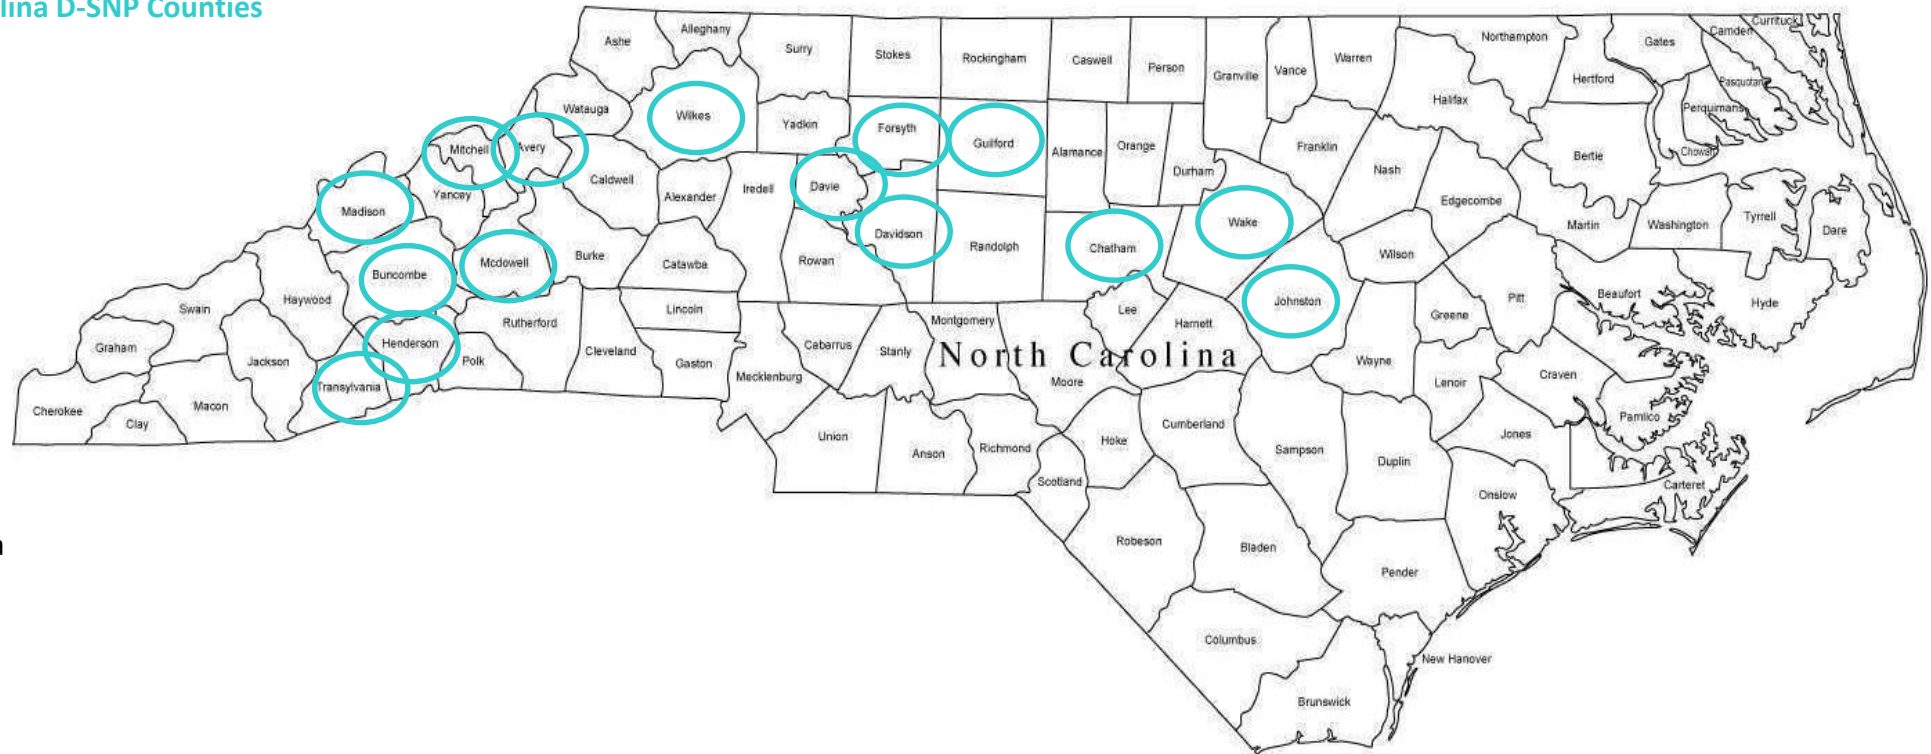 lina D-SNP Counties
Ashe
Alleghany
Surry
Stokes
Rockingham
Caswell
Person
Granville
Vance
Warren
Northampton
Gates
Camden
Currituck
Hertford
Pasquotan
Perquimans
Chowan
Halifax
Bertie
Watauga
Wilkes
Yadkin
Forsyth
Guilford
Alamance
Orange
Durham
Franklin
Nash
Edgecombe
Martin
Washington
Tyrrell
Dare
Mitchell
Avery
Yancey
Caldwell
Alexander
Iredell
Davie
Davidson
Randolph
Chatham
Wake
Wilson
Madison
Buncombe
Mcdowell
Burke
Catawba
Rowan
Johnston
Pitt
Greene
Beaufort
Hyde
Swain
Haywood
Graham
Jackson
Henderson
Transylvania
Polk
Rutherford
Cleveland
Lincoln
Gaston
Mecklenburg
Cabarrus
Stanly
Montgomery
Lee
Harnett
North Carolina
Moore
Wayne
Lenoir
Craven
Pamlico
Jones
Carteret
Cherokee
Clay
Macon
Union
Anson
Richmond
Scotland
Hoke
Cumberland
Sampson
Duplin
Onslow
Robeson
Bladen
Pender
Columbus
New Hanover
Brunswick